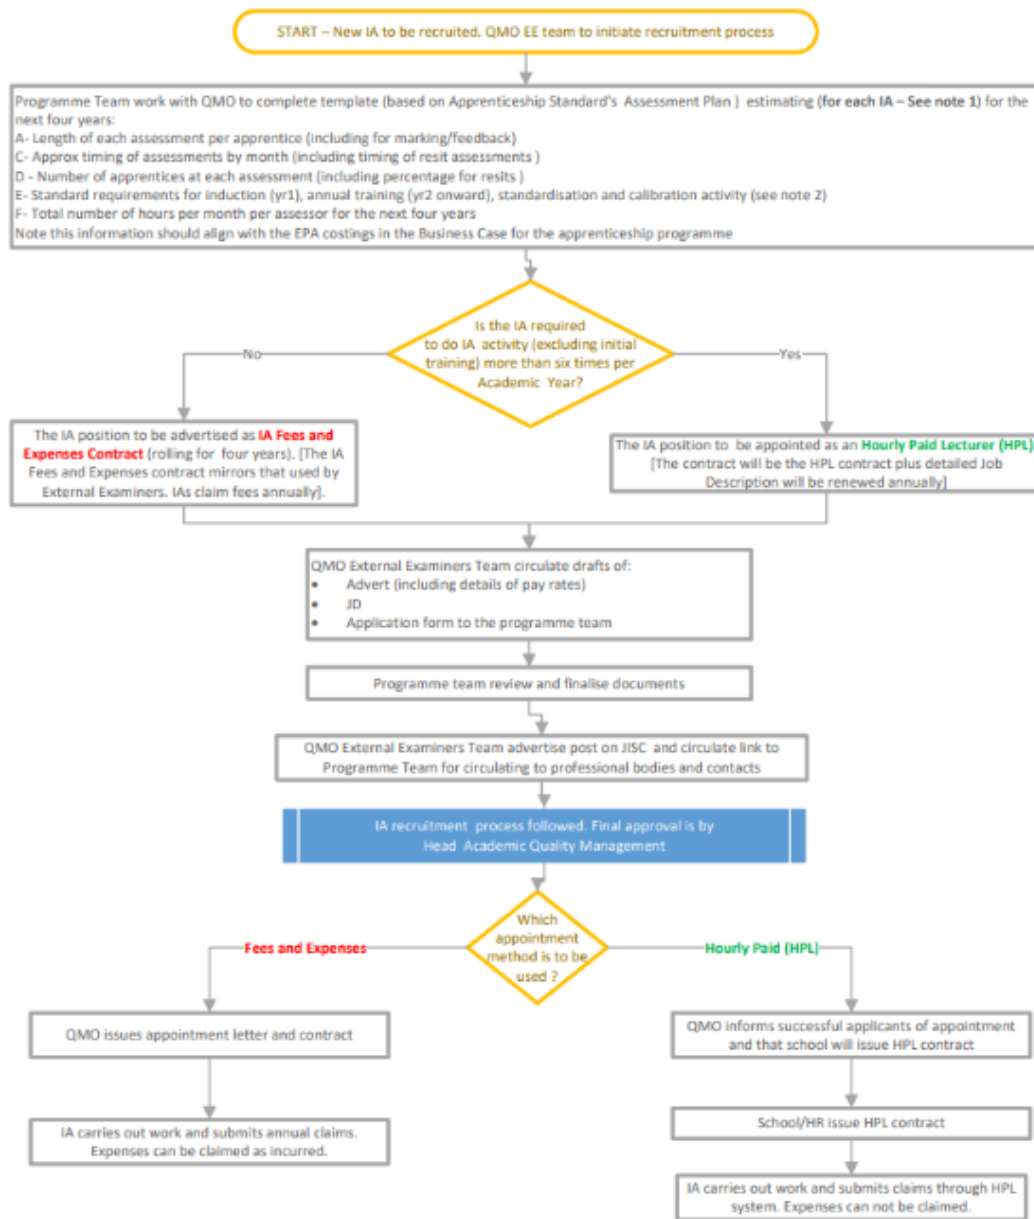 START – New IA to be recruited. QMO EE team to initiate recruitment process
Programme Team work with QMO to complete template (based on Apprenticeship Standard's Assessment Plan ) estimating (for each IA – See note 1) for the
next four years:
A- Length of each assessment per apprentice (including for marking/feedback)
C- Approx timing of assessments by month (including timing of resit assessments )
D - Number of apprentices at each assessment (including percentage for resits )
E- Standard requirements for induction (yr1), annual training (yr2 onward), standardisation and calibration activity (see note 2)
F- Total number of hours per month per assessor for the next four years
Note this information should align with the EPA costings in the Business Case for the apprenticeship programme
Is the IA required
to do IA activity (excluding initial
training) more than six times per
Academic Year?
No
Yes
The IA position to be advertised as IA Fees and
Expenses Contract (rolling for four years). [The IA
Fees and Expenses contract mirrors that used by
External Examiners. IAs claim fees annually].
The IA position to be appointed as an Hourly Paid Lecturer (HPL)
[The contract will be the HPL contract plus detailed Job
Description will be renewed annually]
QMO External Examiners Team circulate drafts of:
• Advert (including details of pay rates)
• JD
• Application form to the programme team
Programme team review and finalise documents
QMO External Examiners Team advertise post on JISC and circulate link to
Programme Team for circulating to professional bodies and contacts
IA recruitment process followed. Final approval is by
Head Academic Quality Management
Which
appointment
method is to be
used ?
Fees and Expenses
Hourly Paid (HPL)
QMO issues appointment letter and contract
QMO informs successful applicants of appointment
and that school will issue HPL contract
IA carries out work and submits annual claims.
Expenses can be claimed as incurred.
School/HR issue HPL contract
IA carries out work and submits claims through HPL
system. Expenses can not be claimed.